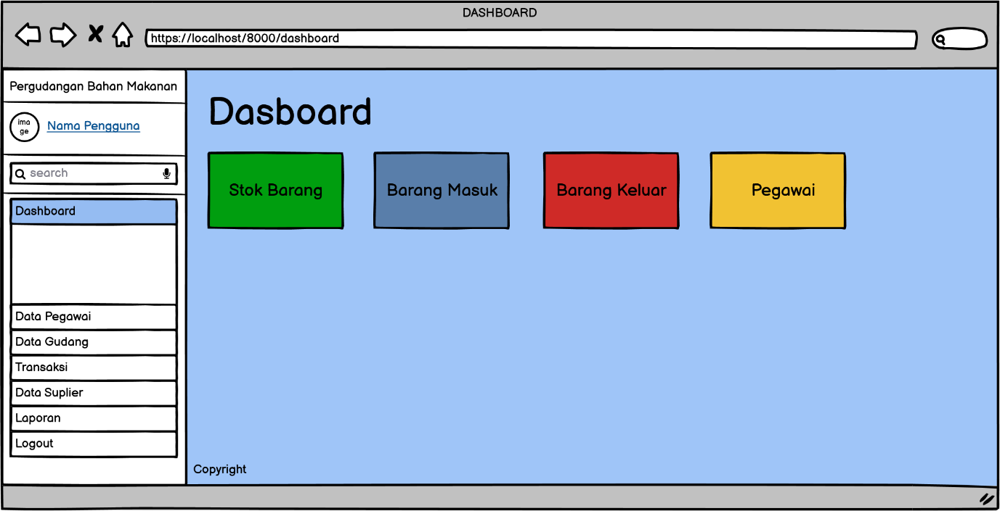 DASHBOARD
https://localhost/8000/dashboard
Pergudangan Bahan Makanan
ima
ge
Nama Pengguna
search
Dashboard
Data Pegawai
Data Gudang
Transaksi
Data Suplier
Laporan
Logout
Dasboard
Stok Barang
Barang Masuk
Barang Keluar
Pegawai
Copyright